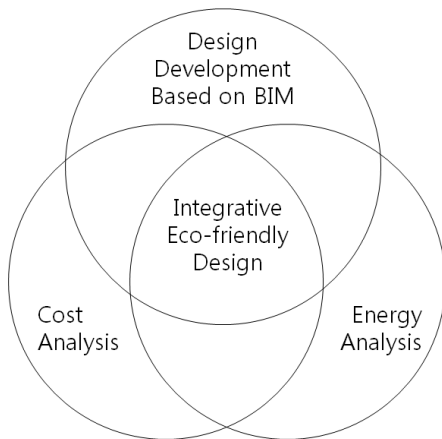 Design
Development
Based on BIM
Integrative
Eco-friendly
Design
Cost
Analysis
Energy
Analysis